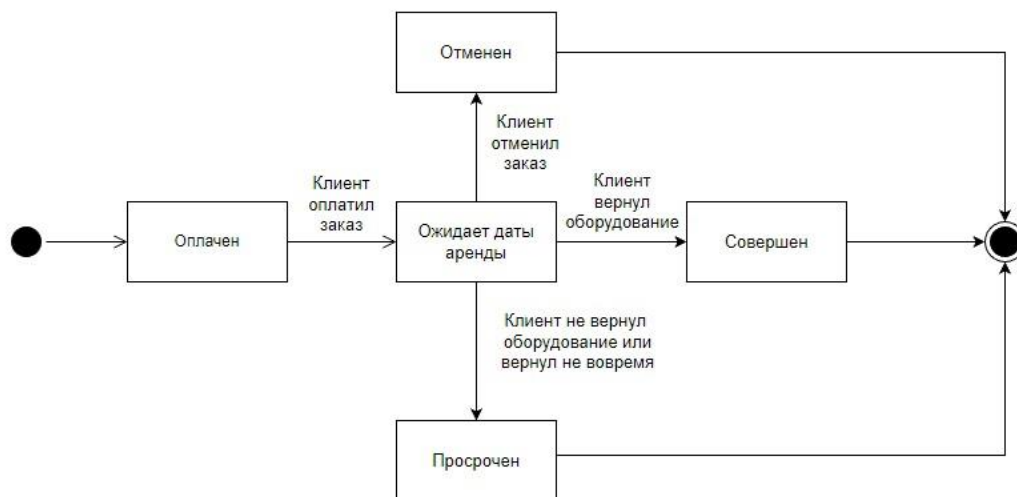 Отменен
Клиент
отменил
заказ
Клиент
оплатил
заказ
Клиент
вернул
оборудование
Оплачен
Ожидает даты
аренды
Совершен
Клиент не вернул
оборудование или
вернул не вовремя
Просрочен